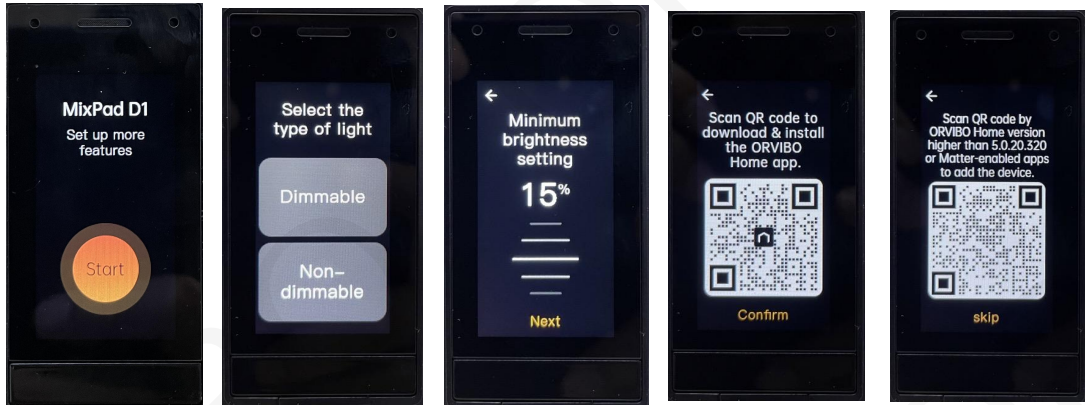 MixPad D1
Set up more
features
Start
Select the
type of light
Dimmable
Non-
dimmable
Minimum
brightness
setting
15%
Next
Scan QR code to
download & install
the ORVIBO
Home app.
Confirm
Scan QR code by
ORVIBO Home version
higher than 5.0.20.320
or Matter-enabled apps
to add the device.
skip